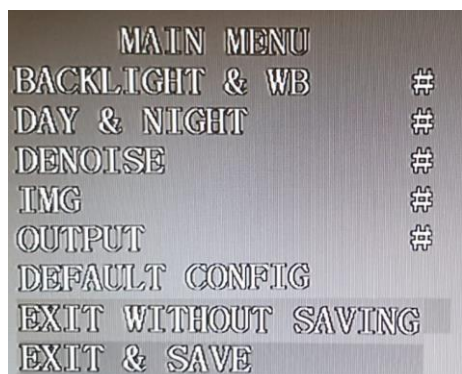 MAIN MENU
BACKLIGHT & WB #
DAY & NIGHT #
DENOISE #
IMG #
OUTPUT #
DEFAULT CONFIG
EXIT WITHOUT SAVING
EXIT & SAVE